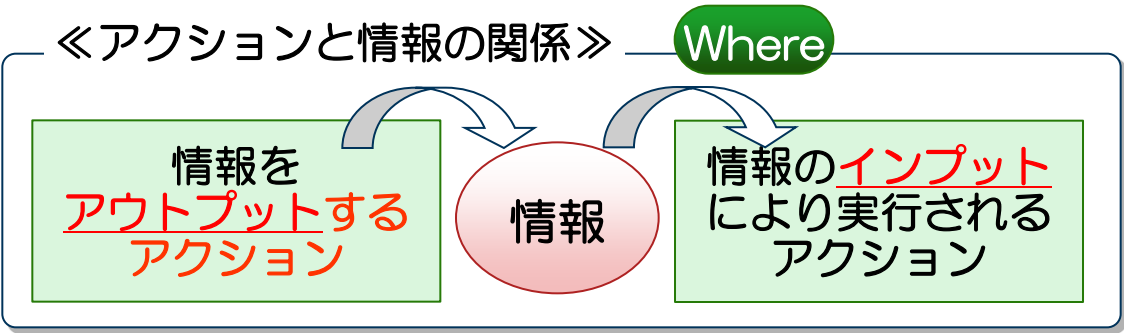 ≪アクションと情報の関係≫
Where
情報を
アウトプットする
アクション
情報
情報のインプット
により実行される
アクション